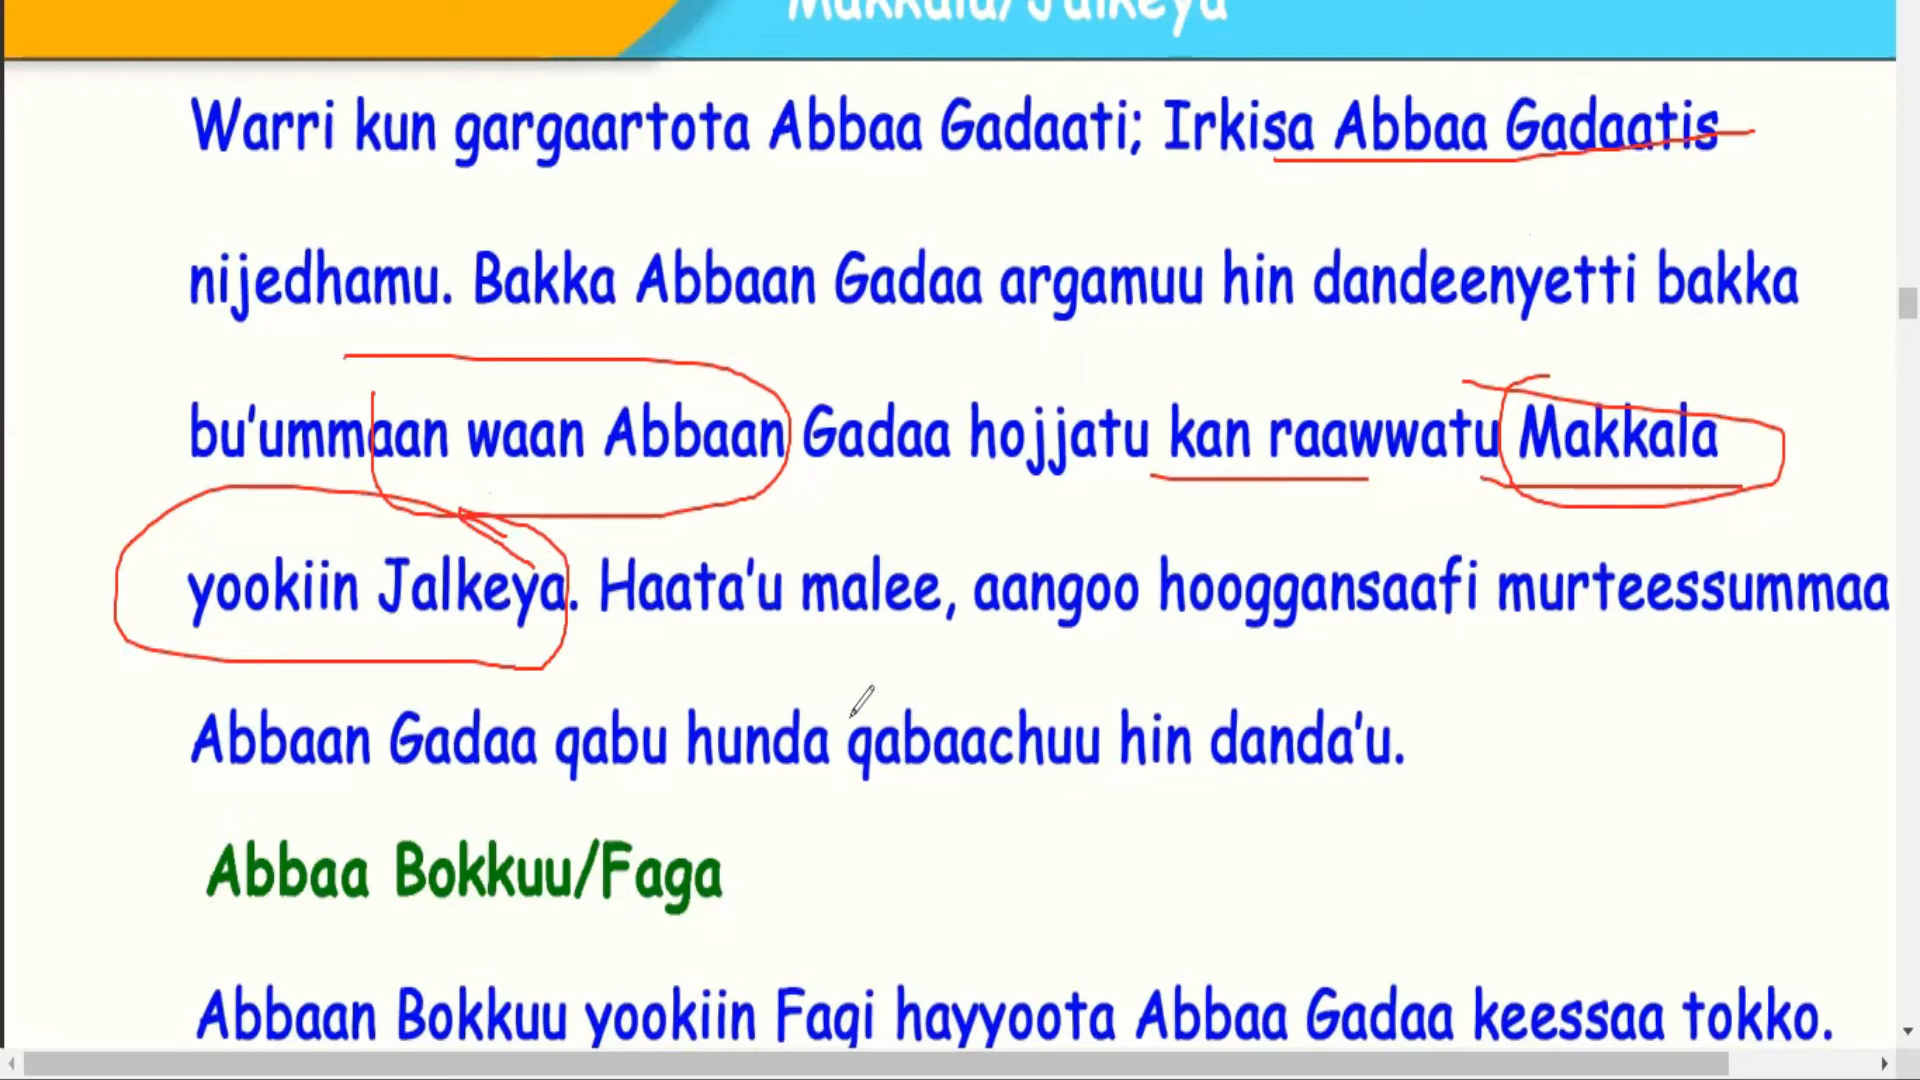 Makkala/Jalkeya
Warri kun gargaartota Abbaa Gadaati; Irkisa Abbaa Gadaatis
nijedhamu. Bakka Abbaan Gadaa argamuu hin dandeenyetti bakka
bu'ummaan waan Abbaan Gadaa hojjatu kan raawwatu Makkala
yookiin Jalkeya. Haata'u malee, aangoo hooggansaafi murteessummaa
Abbaan Gadaa qabu hunda qabaachuu hin danda'u.
Abbaa Bokkuu/Faga
Abbaan Bokkuu yookiin Fagi hayyoota Abbaa Gadaa keessaa tokko.